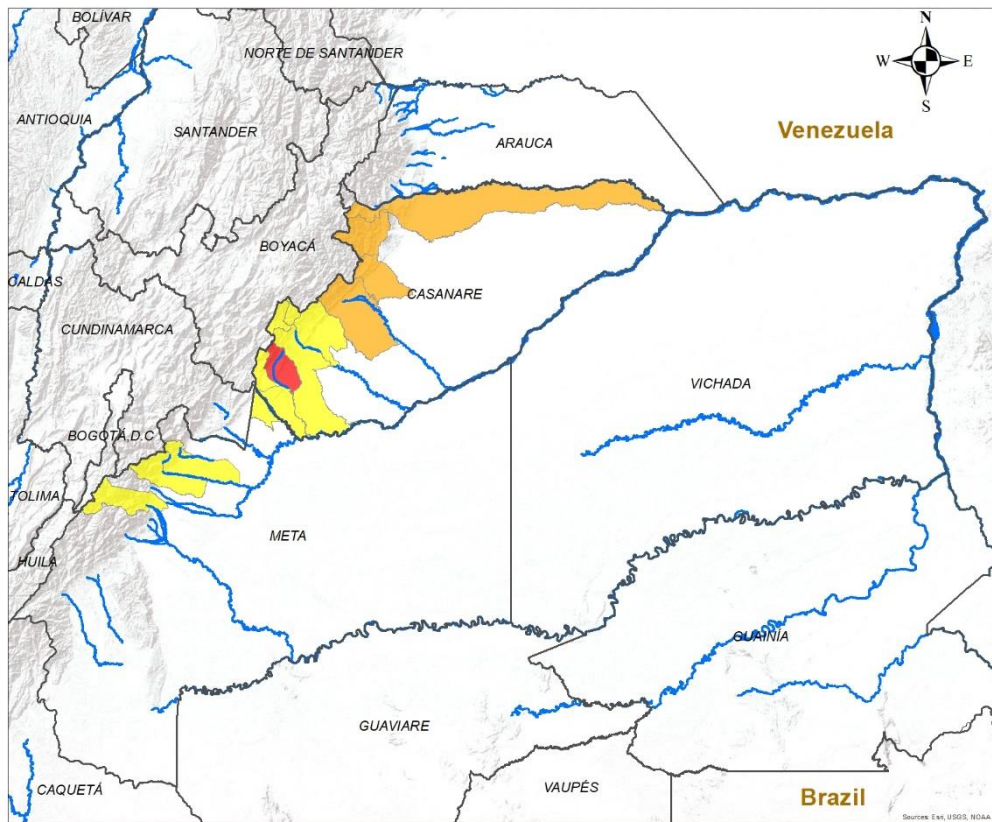 BOLÍVAR
N
NORTE DE SANTANDER
W
E
S
ANTIOQUIA
SANTANDER
ARAUCA
Venezuela
BOYACÁ
CALDAS
CASANARE
CUNDINAMARCA
VICHADA
BOGOTÁ D.C
TOLIMA
META
HUILA
GUAINÍA
GUAVIARE
CAQUETÁ
VAUPÉS
Brazil
Sources: Esri, USGS, NOAA